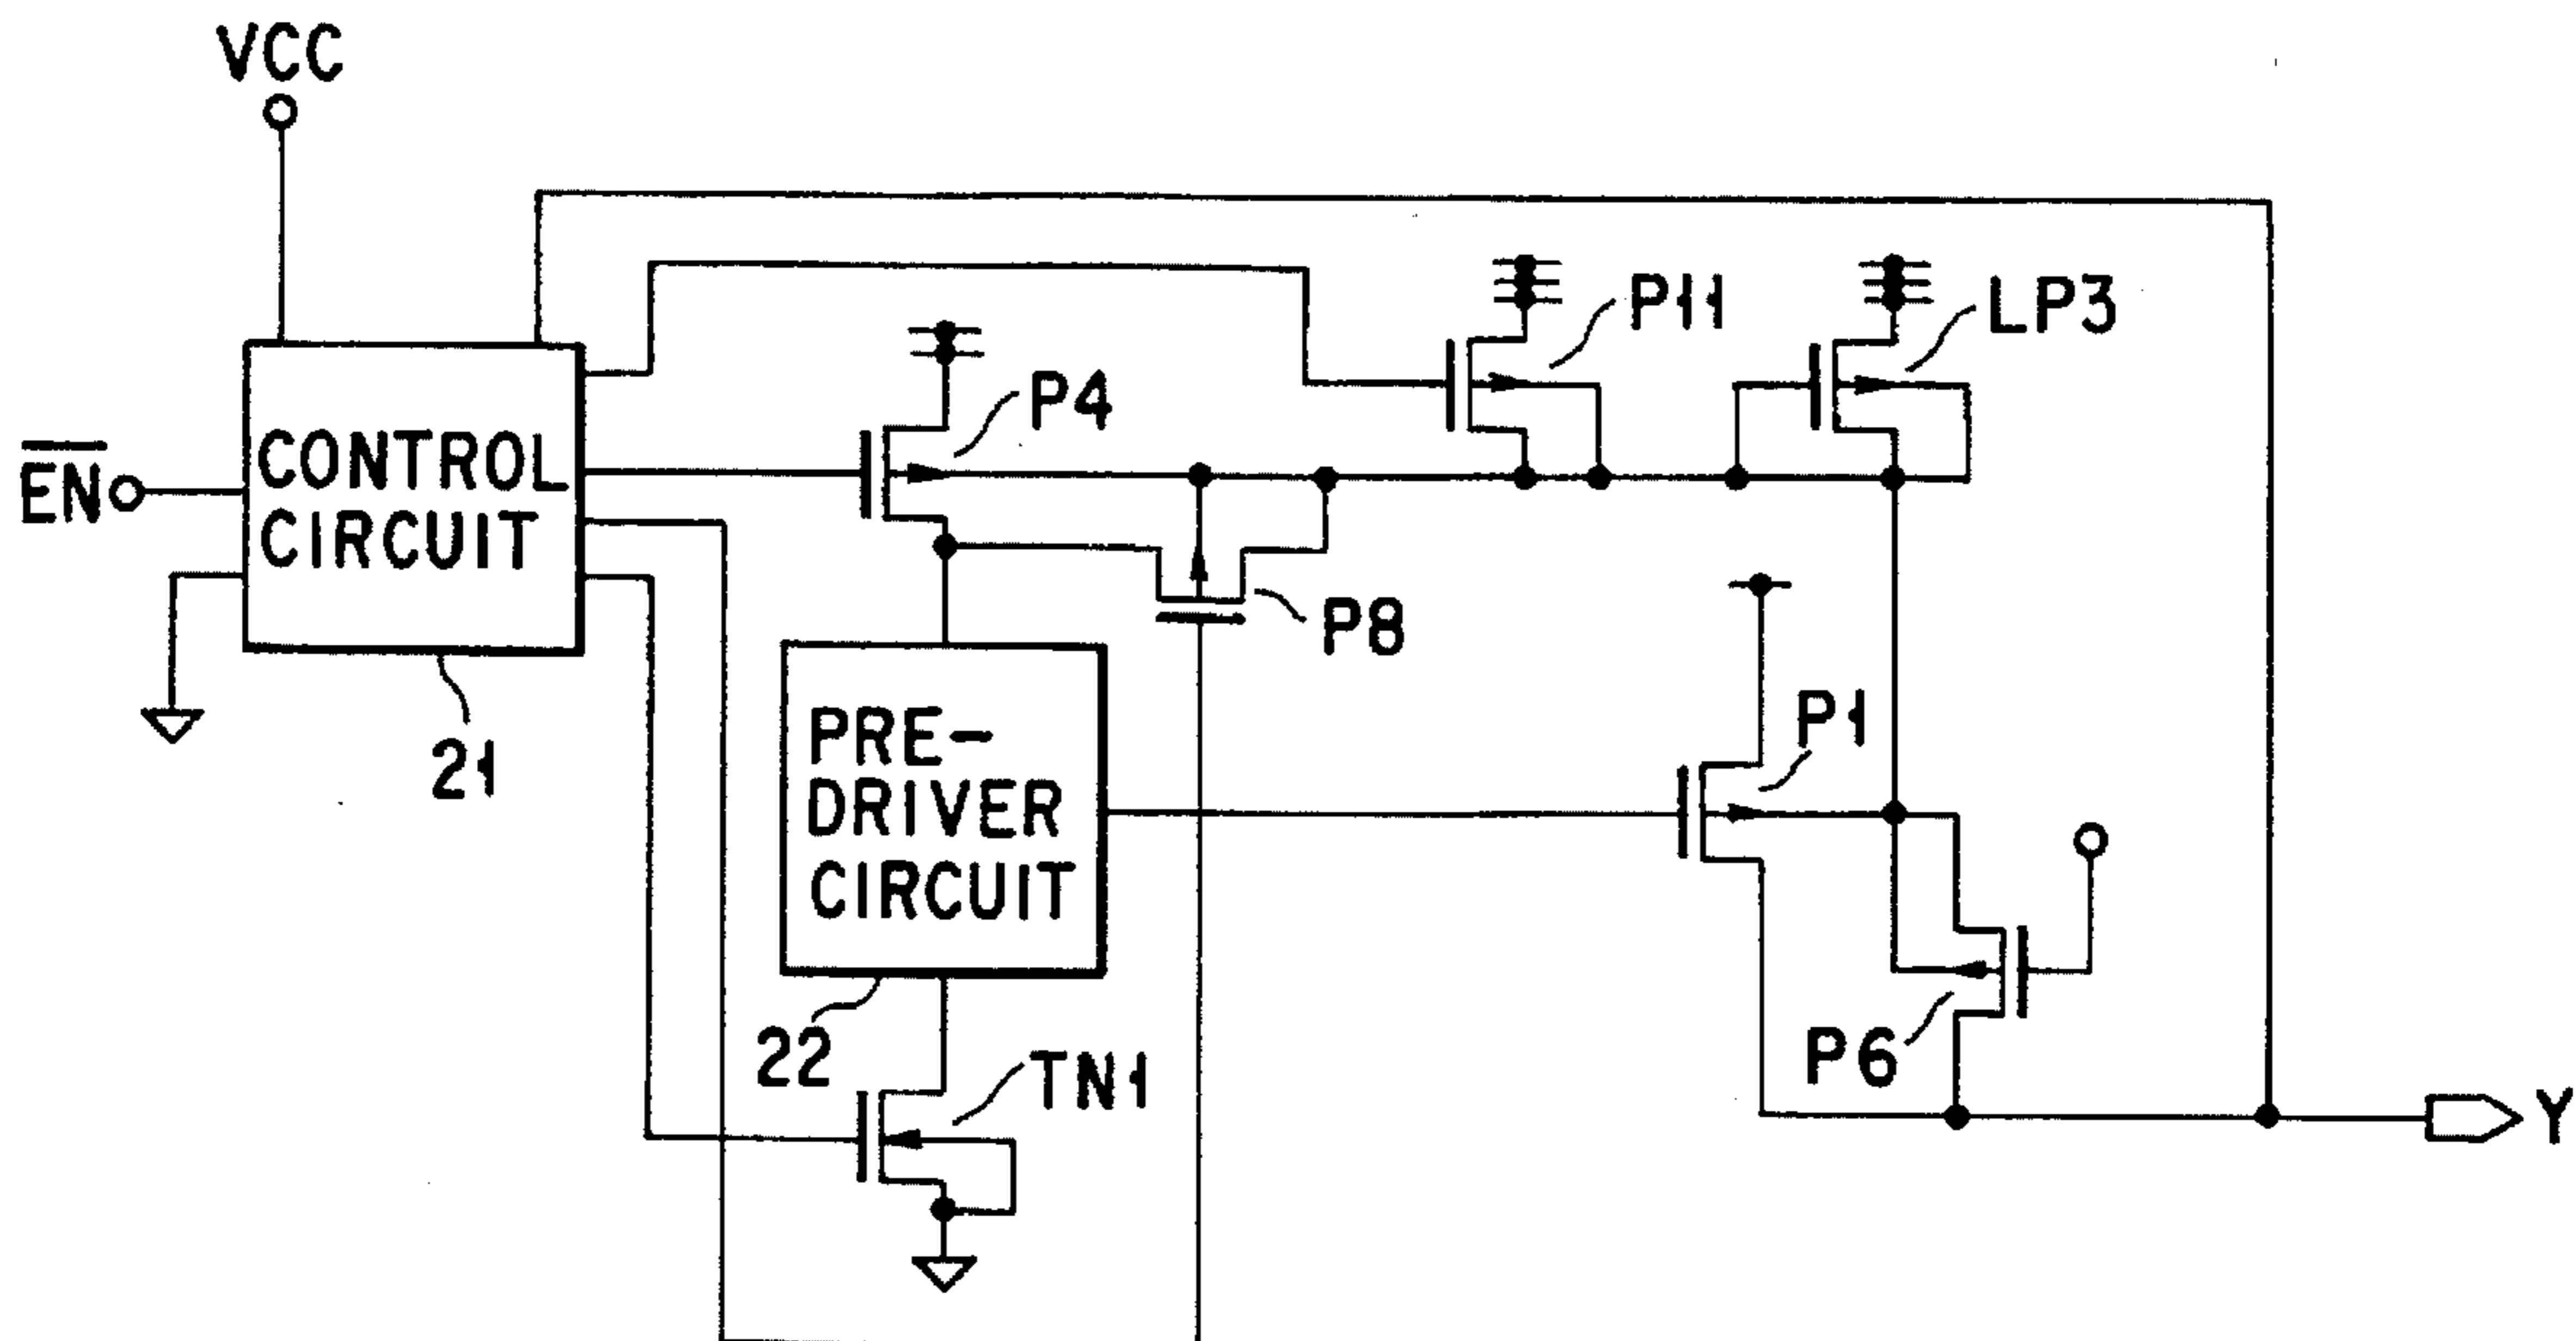 VCC
P11
LP3
P4
EN
CONTROL
CIRCUIT
P8
P1
21
PRE-
DRIVER
CIRCUIT
22
TN1
P6
Y